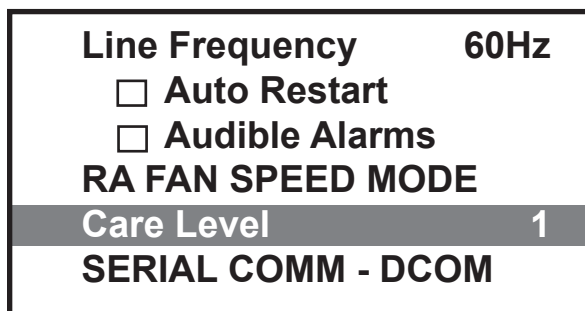 Line Frequency 60Hz
☐ Auto Restart
☐ Audible Alarms
RA FAN SPEED MODE
Care Level 1
SERIAL COMM - DCOM